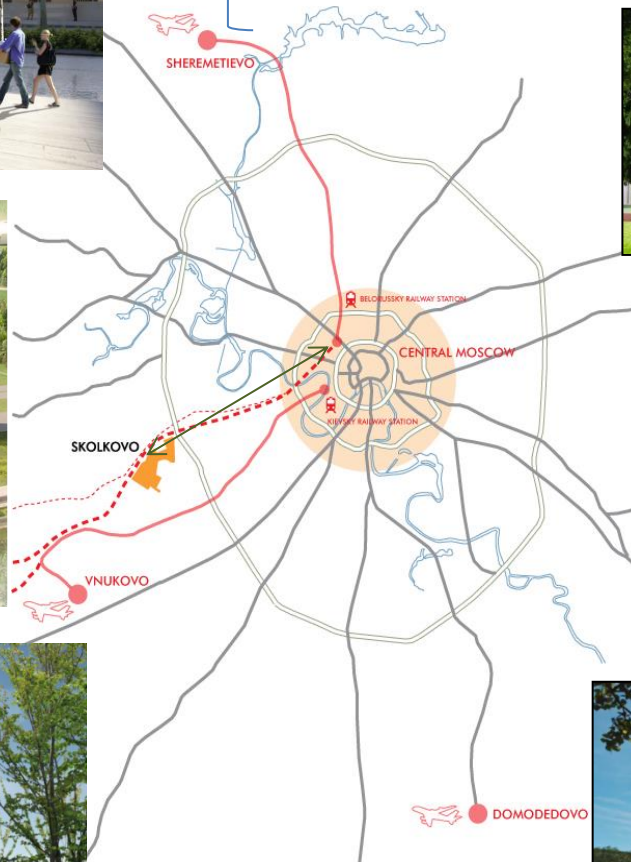 SHEREMETIEVO
BELORUSSKY RAILWAY STATION
CENTRAL MOSCOW
KIEVSKY RAILWAY STATION
SKOLKOVO
VNUKOVO
DOMODEDOVO